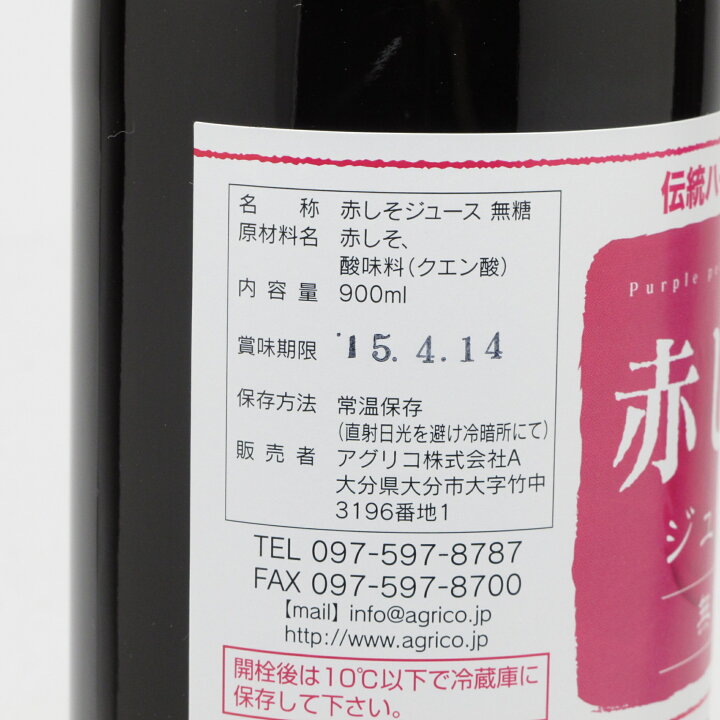 名称 赤しそジュース 無糖
原材料名 赤しそ、
酸味料(クエン酸)
内容量 900ml
賞味期限 '15.4.14
保存方法 常温保存
(直射日光を避け冷暗所にて)
販売者 アグリコ株式会社A
大分県大分市大字竹中
3196番地1
TEL 097-597-8787
FAX 097-597-8700
【mail】info@agrico.jp
http://www.agrico.jp
開栓後は10℃以下で冷蔵庫に
保存して下さい。
伝統ハ
Purple pe
赤し
ジュ
無